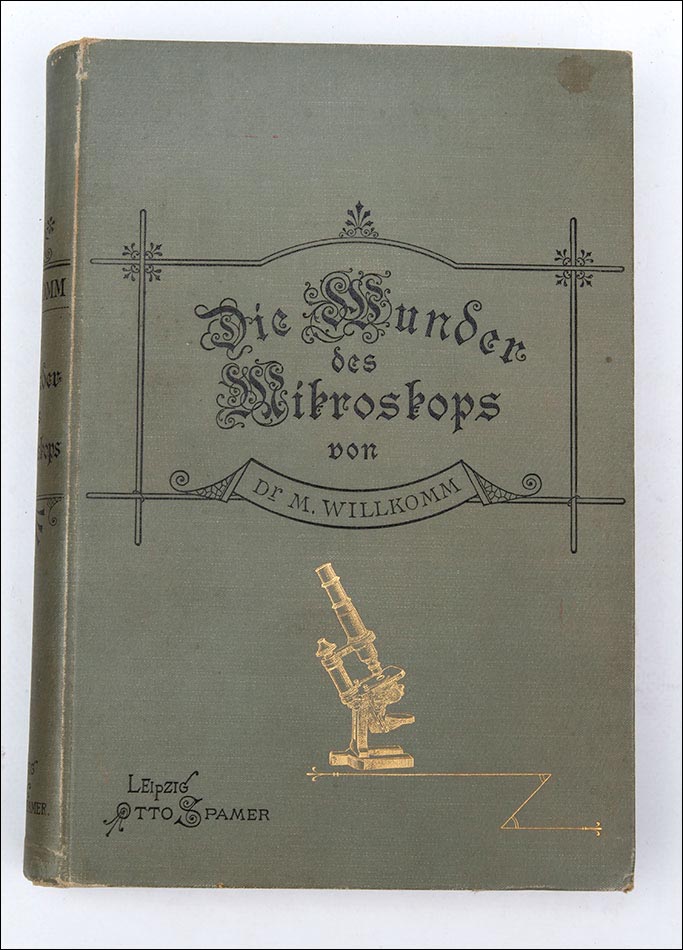 Die Wunder
des
Mikroskops
von
Dr M. WILLKOMM
LEIPZIG
OTTO SPAMER